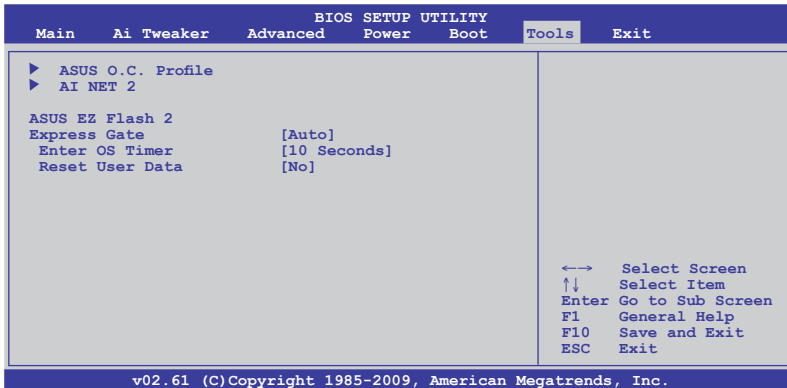 BIOS SETUP UTILITY
Main Ai Tweaker Advanced Power Boot Tools Exit
ASUS O.C. Profile
AI NET 2
ASUS EZ Flash 2
Express Gate [Auto]
Enter OS Timer [10 Seconds]
Reset User Data [No]
←→ Select Screen
↑↓ Select Item
Enter Go to Sub Screen
F1 General Help
F10 Save and Exit
ESC Exit
v02.61 (C)Copyright 1985-2009, American Megatrends, Inc.